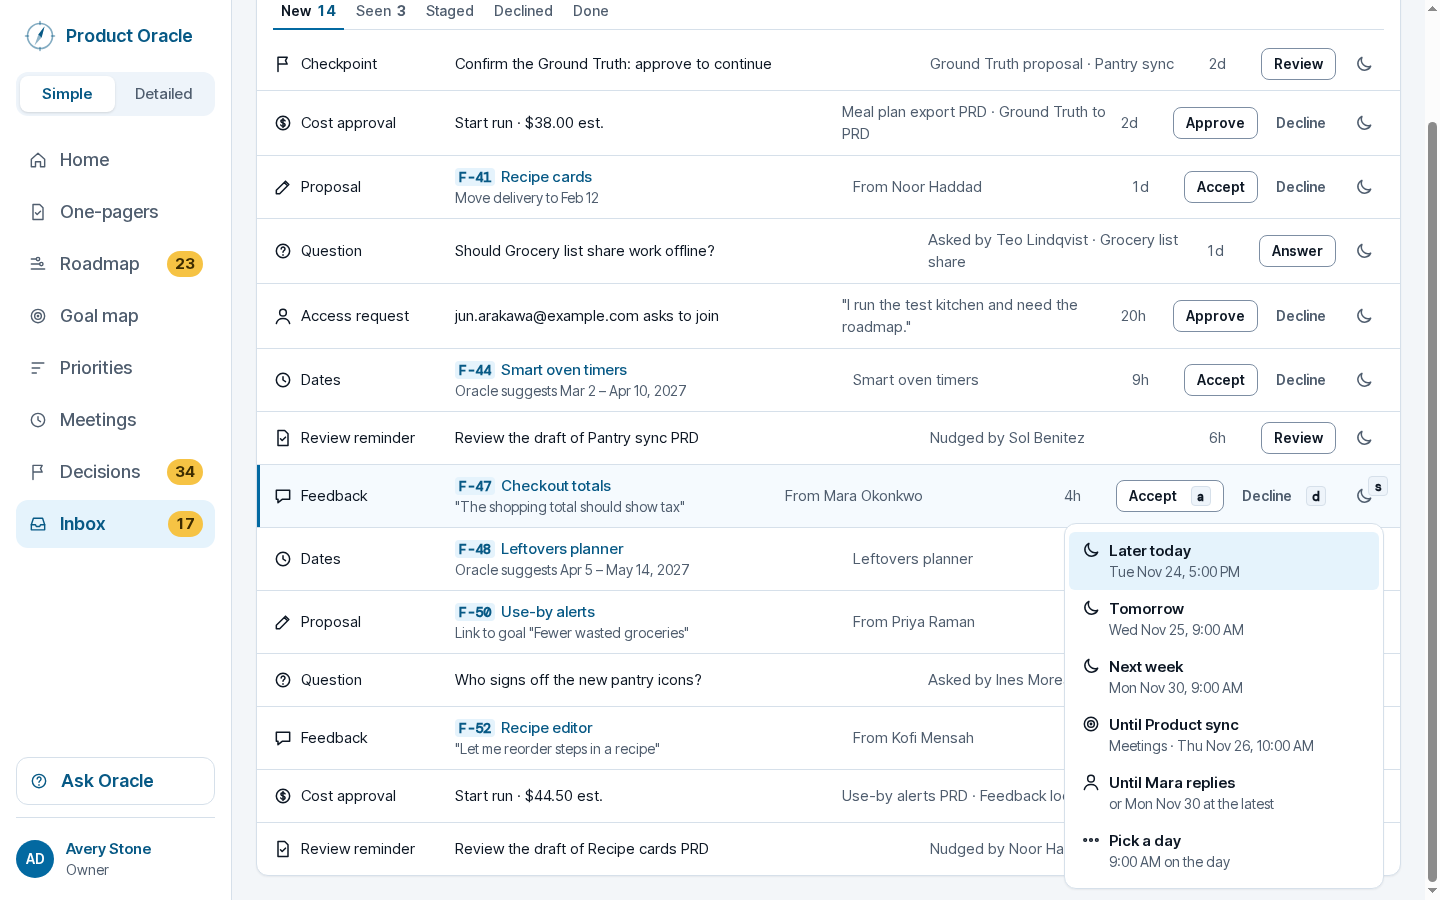 Product Oracle
Simple
Detailed
Home
One-pagers
Roadmap 23
Goal map
Priorities
Meetings
Decisions 34
Inbox 17
Ask Oracle
AD
Avery Stone
Owner
New 14
Seen 3
Staged
Declined
Done
Checkpoint
Confirm the Ground Truth: approve to continue
Ground Truth proposal · Pantry sync
2d
Review
Cost approval
Start run · $38.00 est.
Meal plan export PRD · Ground Truth to
PRD
2d
Approve
Decline
Proposal
F-41 Recipe cards
Move delivery to Feb 12
From Noor Haddad
1d
Accept
Decline
Question
Should Grocery list share work offline?
Asked by Teo Lindqvist · Grocery list
share
1d
Answer
Access request
jun.arakawa@example.com asks to join
"I run the test kitchen and need the
roadmap."
20h
Approve
Decline
Dates
F-44 Smart oven timers
Oracle suggests Mar 2 – Apr 10, 2027
Smart oven timers
9h
Accept
Decline
Review reminder
Review the draft of Pantry sync PRD
Nudged by Sol Benitez
6h
Review
Feedback
F-47 Checkout totals
"The shopping total should show tax"
From Mara Okonkwo
4h
Accept a
Decline d
s
Dates
F-48 Leftovers planner
Oracle suggests Apr 5 – May 14, 2027
Leftovers planner
Proposal
F-50 Use-by alerts
Link to goal "Fewer wasted groceries"
From Priya Raman
Question
Who signs off the new pantry icons?
Asked by Ines More
Feedback
F-52 Recipe editor
"Let me reorder steps in a recipe"
From Kofi Mensah
Cost approval
Start run · $44.50 est.
Use-by alerts PRD · Feedback
Review reminder
Review the draft of Recipe cards PRD
Nudged by Noor Ha
Later today
Tue Nov 24, 5:00 PM
Tomorrow
Wed Nov 25, 9:00 AM
Next week
Mon Nov 30, 9:00 AM
Until Product sync
Meetings · Thu Nov 26, 10:00 AM
Until Mara replies
or Mon Nov 30 at the latest
Pick a day
9:00 AM on the day